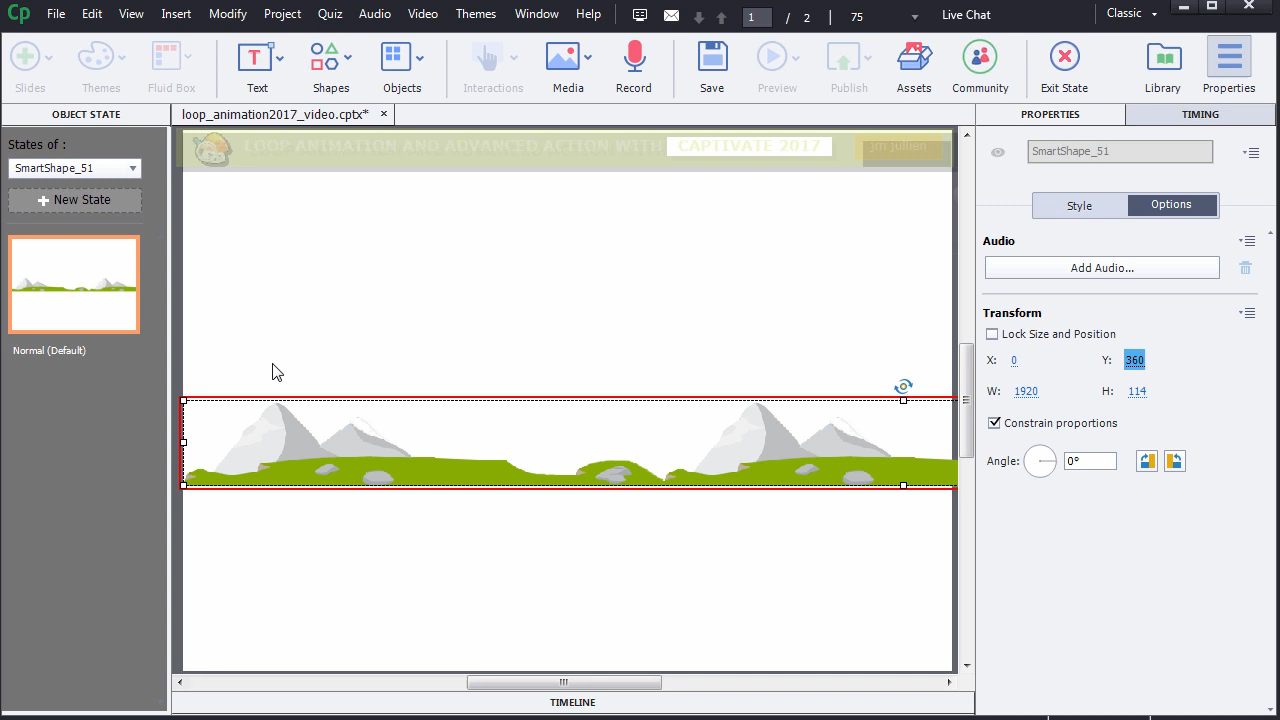 Cp File Edit View Insert Modify Project Quiz Audio Video Themes Window Help 1 / 2 75 Live Chat Classic
Slides Themes Fluid Box Text Shapes Objects Interactions Media Record Save Preview Publish Assets Community Exit State Library Properties
OBJECT STATE loop_animation2017_video.cptx* × PROPERTIES TIMING
States of :
SmartShape_51
New State
Normal (Default)
LOOP ANIMATION AND ADVANCED ACTION WITH CAPTIVATE 2017 jm jullien
SmartShape_51
Style Options
Audio
Add Audio...
Transform
Lock Size and Position
X: 0 Y: 360
W: 1920 H: 114
Constrain proportions
Angle: 0°
TIMELINE